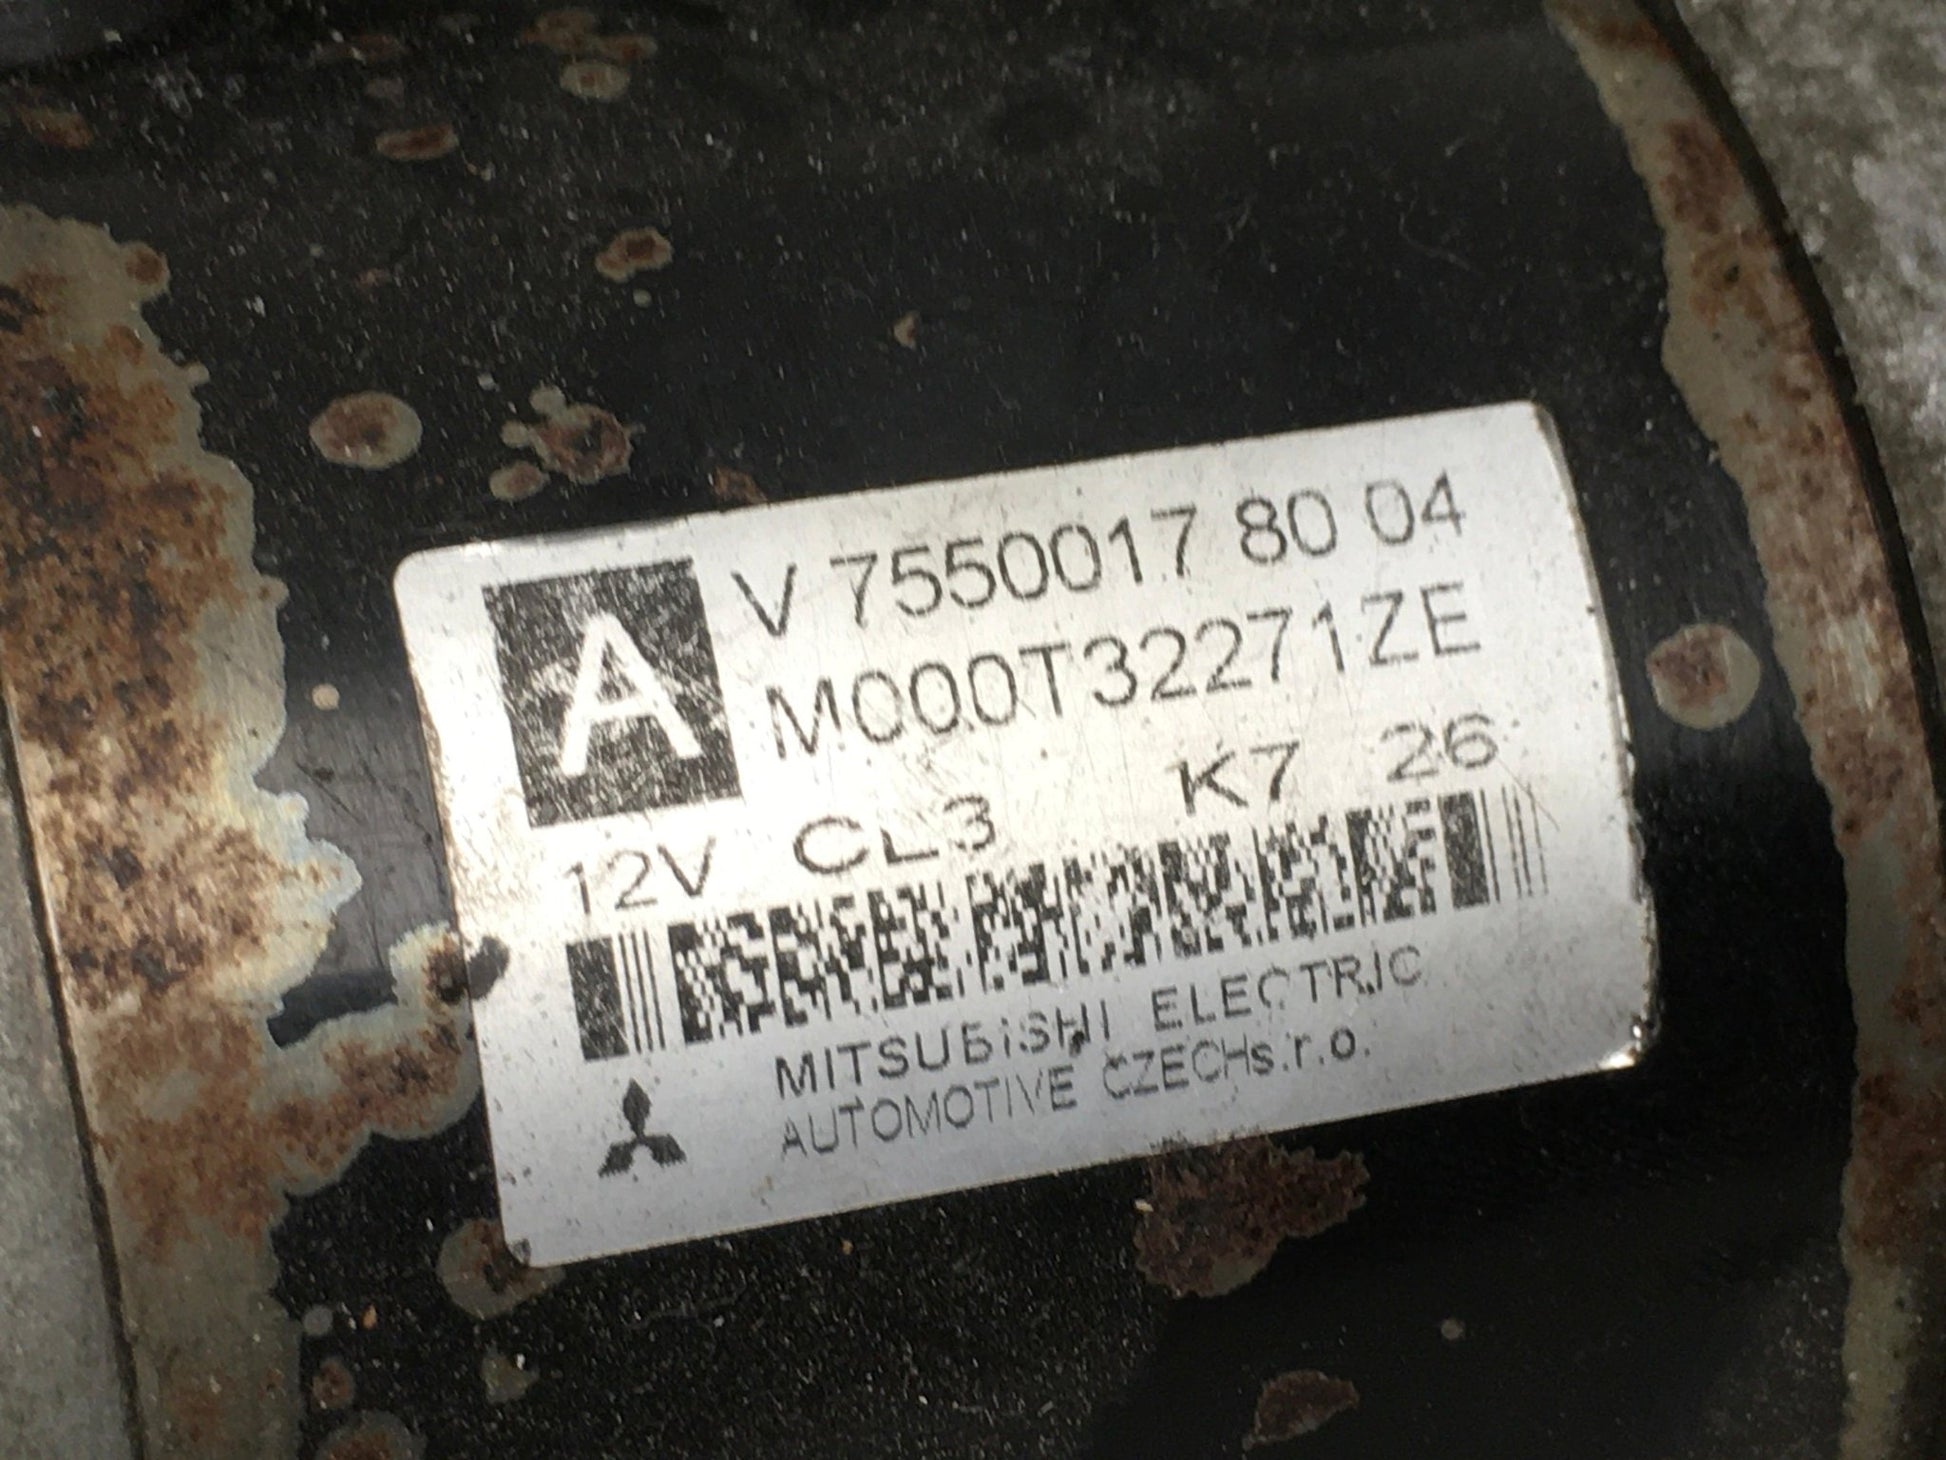 A
V 7550017 80 04
M000T32271ZE
12V CL3 K7 26
MITSUBISHI ELECTRIC
AUTOMOTIVE CZECHs.r.o.